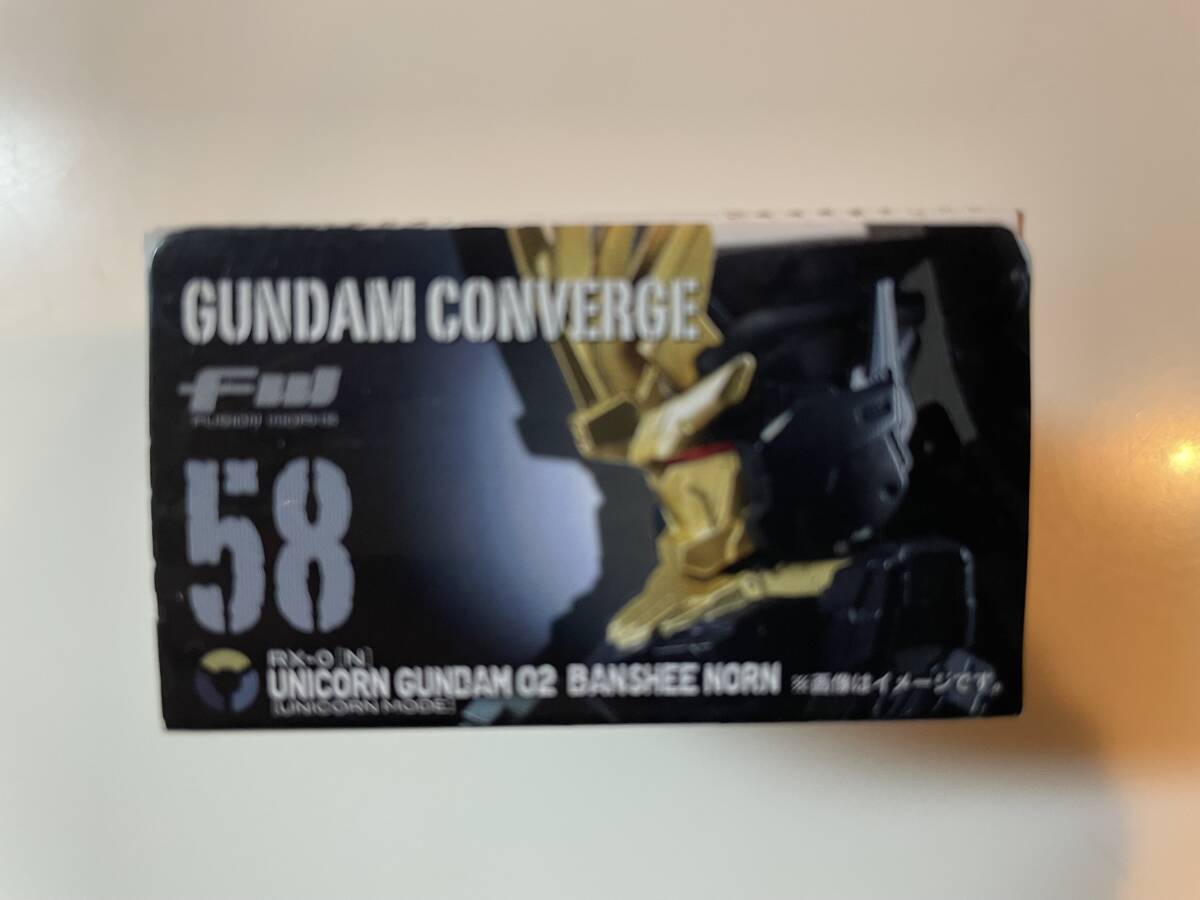 GUNDAM CONVERGE
FW
FUSION WORKS
58
RX-0[N]
UNICORN GUNDAM 02 BANSHEE NORN
[UNICORN MODE]
※画像はイメージです。